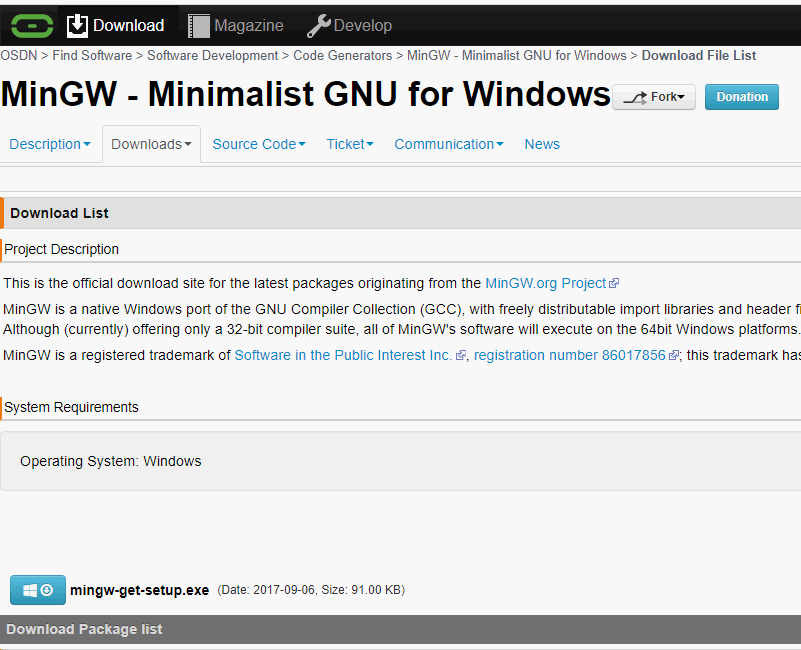 Download Magazine Develop
OSDN > Find Software > Software Development > Code Generators > MinGW - Minimalist GNU for Windows > Download File List
MinGW - Minimalist GNU for Windows Fork Donation
Description Downloads Source Code Ticket Communication News
Download List
Project Description
This is the official download site for the latest packages originating from the MinGW.org Project
MinGW is a native Windows port of the GNU Compiler Collection (GCC), with freely distributable import libraries and header
Although (currently) offering only a 32-bit compiler suite, all of MinGW's software will execute on the 64bit Windows platforms.
MinGW is a registered trademark of Software in the Public Interest Inc. , registration number 86017856 ; this trademark has
System Requirements
Operating System: Windows
mingw-get-setup.exe (Date: 2017-09-06, Size: 91.00 KB)
Download Package list